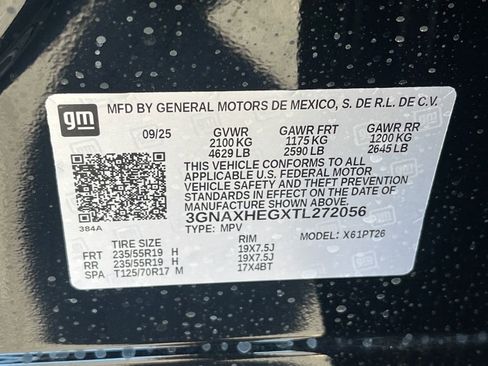 gm
MFD BY GENERAL MOTORS DE MEXICO, S. DE R.L. DE C.V.
09/25 GVWR GAWR FRT GAWR RR
2100 KG 1175 KG 1200 KG
4629 LB 2590 LB 2645 LB
THIS VEHICLE CONFORMS TO ALL
APPLICABLE U.S. FEDERAL MOTOR
VEHICLE SAFETY AND THEFT PREVENTION
STANDARDS IN EFFECT ON THE DATE OF
MANUFACTURE SHOWN ABOVE.
3GNAXHEGXTL272056
384A TYPE: MPV MODEL: X61PT26
TIRE SIZE RIM
FRT 235/55R19 H 19X7.5J
RR 235/55R19 H 19X7.5J
SPA T125/70R17 M 17X4BT